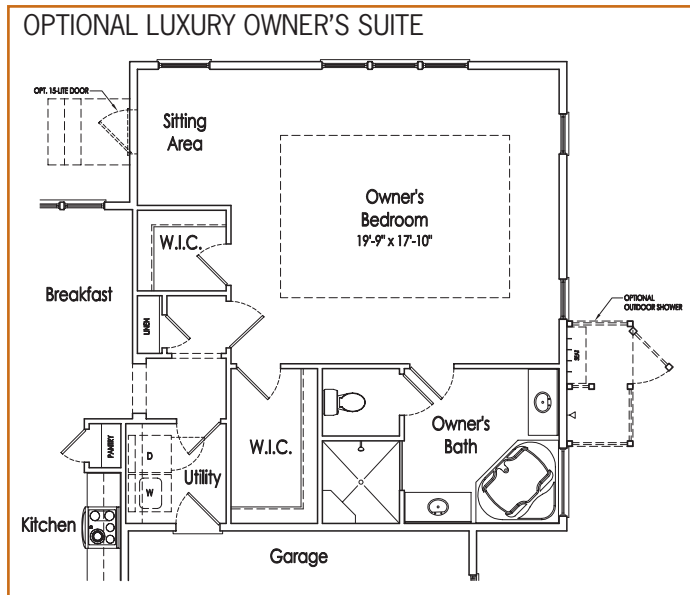 OPTIONAL LUXURY OWNER'S SUITE
OPT. 15-LITE DOOR
Sitting
Area
Owner's
Bedroom
19'-9" x 17'-10"
W.I.C.
Breakfast
LINEN
OPTIONAL
OUTDOOR SHOWER
SEAT
W.I.C.
Owner's
Bath
PANTRY
D
W
Utility
Kitchen
Garage